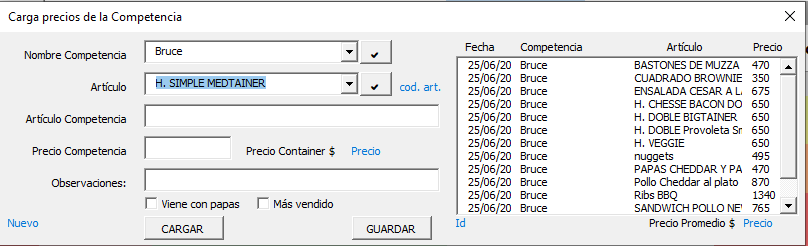 Carga precios de la Competencia
Nombre Competencia Bruce
Artículo H. SIMPLE MEDTAINER cod. art.
Artículo Competencia
Precio Competencia Precio Container $ Precio
Observaciones:
Viene con papas Más vendido
Nuevo CARGAR GUARDAR
Fecha Competencia Artículo Precio
25/06/20 Bruce BASTONES DE MUZZA 470
25/06/20 Bruce CUADRADO BROWNIE 350
25/06/20 Bruce ENSALADA CESAR A L 675
25/06/20 Bruce H. CHESSE BACON DO 650
25/06/20 Bruce H. DOBLE BIGTAINER 650
25/06/20 Bruce H. DOBLE Provoleta Sm 650
25/06/20 Bruce H. VEGGIE 650
25/06/20 Bruce nuggets 495
25/06/20 Bruce PAPAS CHEDDAR Y PA 470
25/06/20 Bruce Pollo Cheddar al plato 870
25/06/20 Bruce Ribs BBQ 1340
25/06/20 Bruce SANDWICH POLLO NEW 765
Id Precio Promedio $ Precio